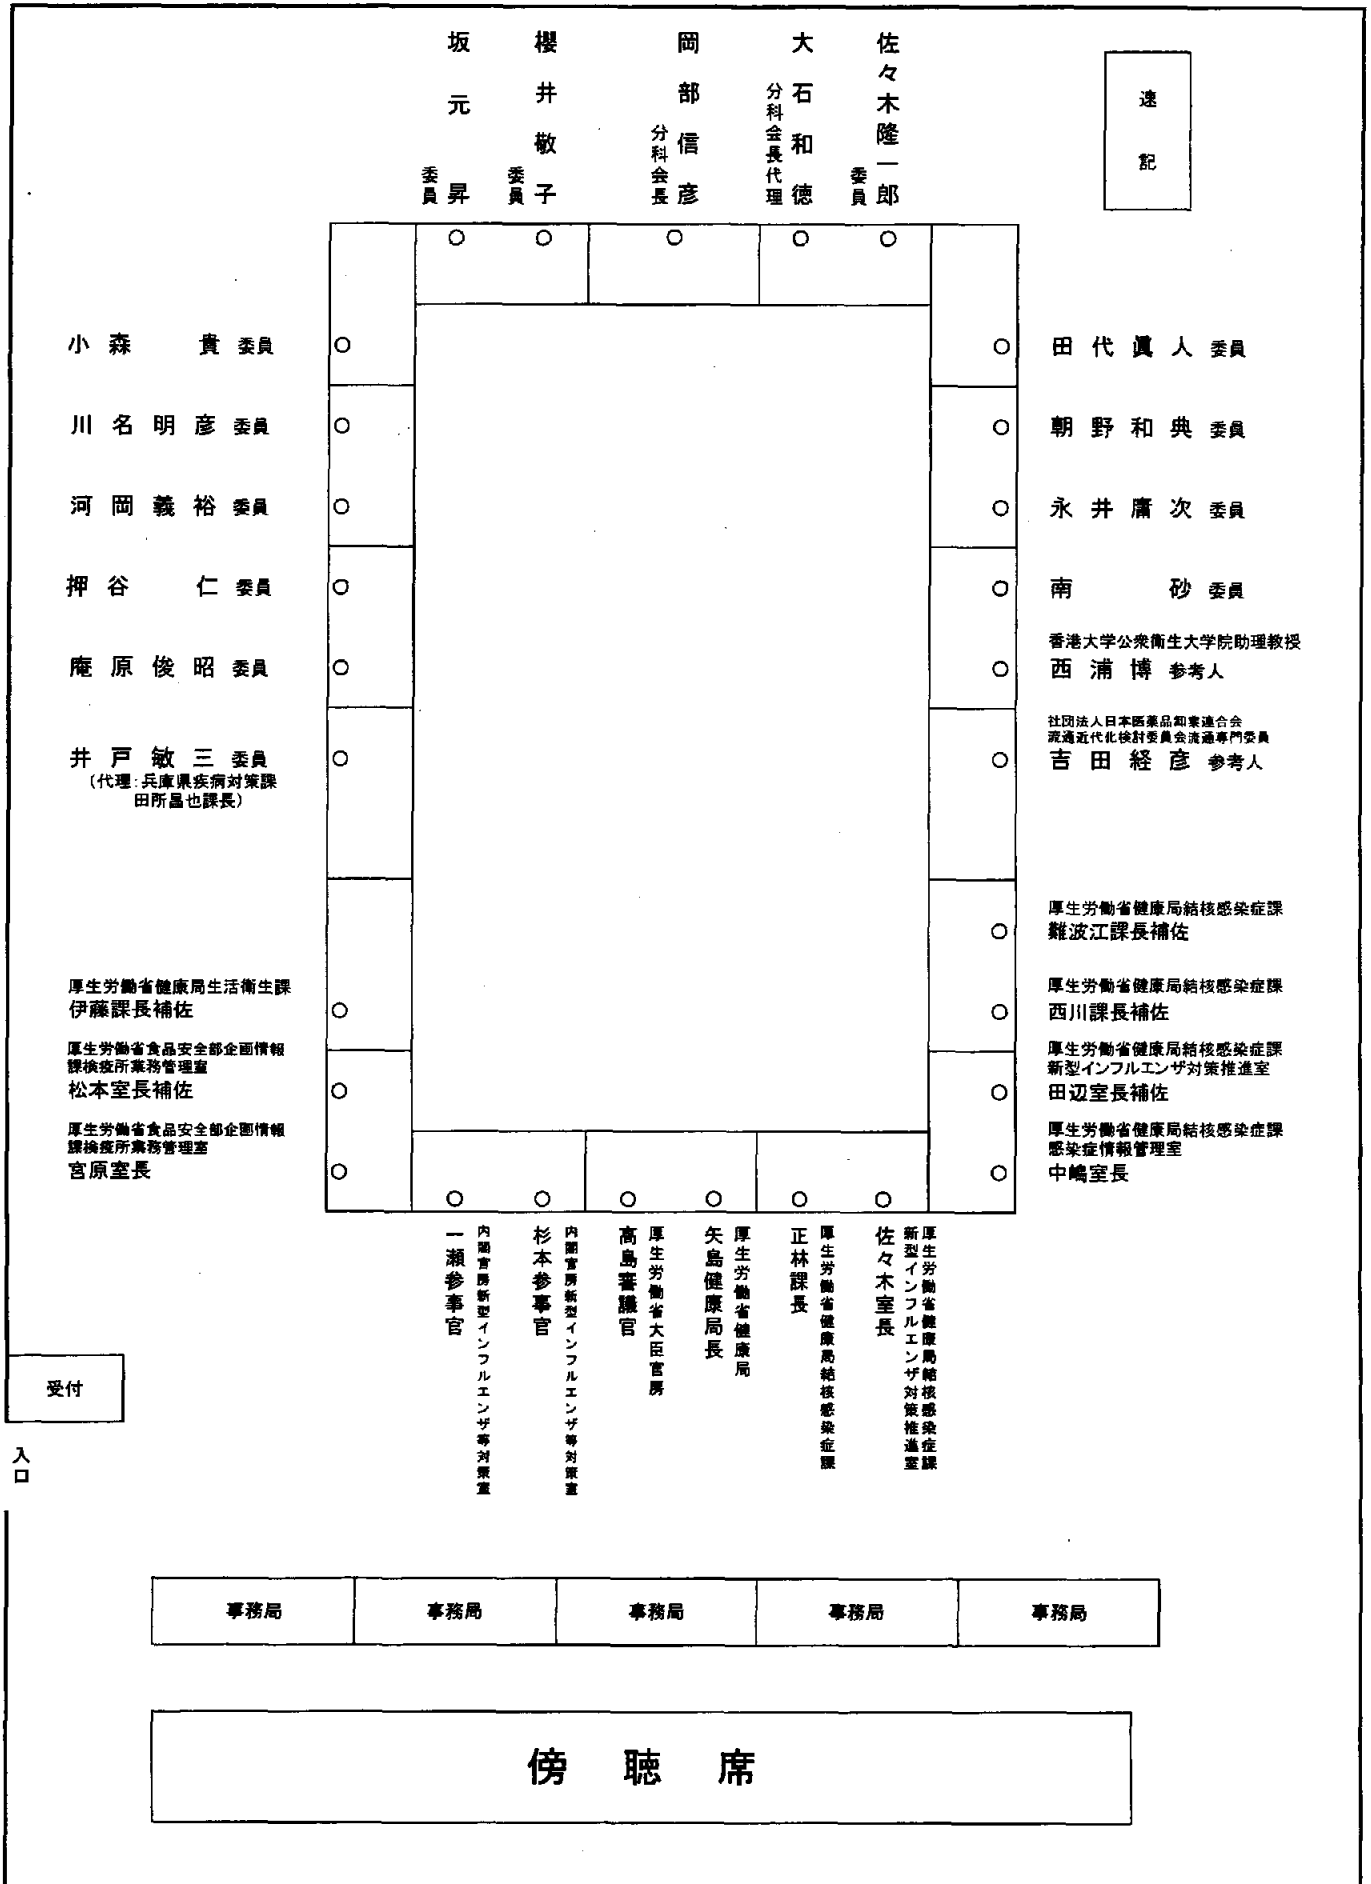 坂元　昇 委員
櫻井敬子 委員
岡部信彦 分科会長
大石和徳 分科会長代理
佐々木隆一郎 委員
速記
小森　貴 委員
川名明彦 委員
河岡義裕 委員
押谷　仁 委員
庵原俊昭 委員
井戸敏三 委員
（代理：兵庫県疾病対策課
田所昌也課長）
厚生労働省健康局生活衛生課
伊藤課長補佐
厚生労働省食品安全部企画情報
課検疫所業務管理室
松本室長補佐
厚生労働省食品安全部企画情報
課検疫所業務管理室
宮原室長
田代眞人 委員
朝野和典 委員
永井庸次 委員
南　砂 委員
香港大学公衆衛生大学院助理教授
西浦博 参考人
社団法人日本医薬品卸業連合会
流通近代化検討委員会流通専門委員
吉田経彦 参考人
厚生労働省健康局結核感染症課
難波江課長補佐
厚生労働省健康局結核感染症課
西川課長補佐
厚生労働省健康局結核感染症課
新型インフルエンザ対策推進室
田辺室長補佐
厚生労働省健康局結核感染症課
感染症情報管理室
中嶋室長
内閣官房新型インフルエンザ等対策室
一瀬参事官
内閣官房新型インフルエンザ等対策室
杉本参事官
厚生労働省大臣官房
高島審議官
厚生労働省健康局
矢島健康局長
厚生労働省健康局結核感染症課
正林課長
厚生労働省健康局結核感染症課
新型インフルエンザ対策推進室
佐々木室長
受付
入口
事務局
事務局
事務局
事務局
事務局
傍聴席